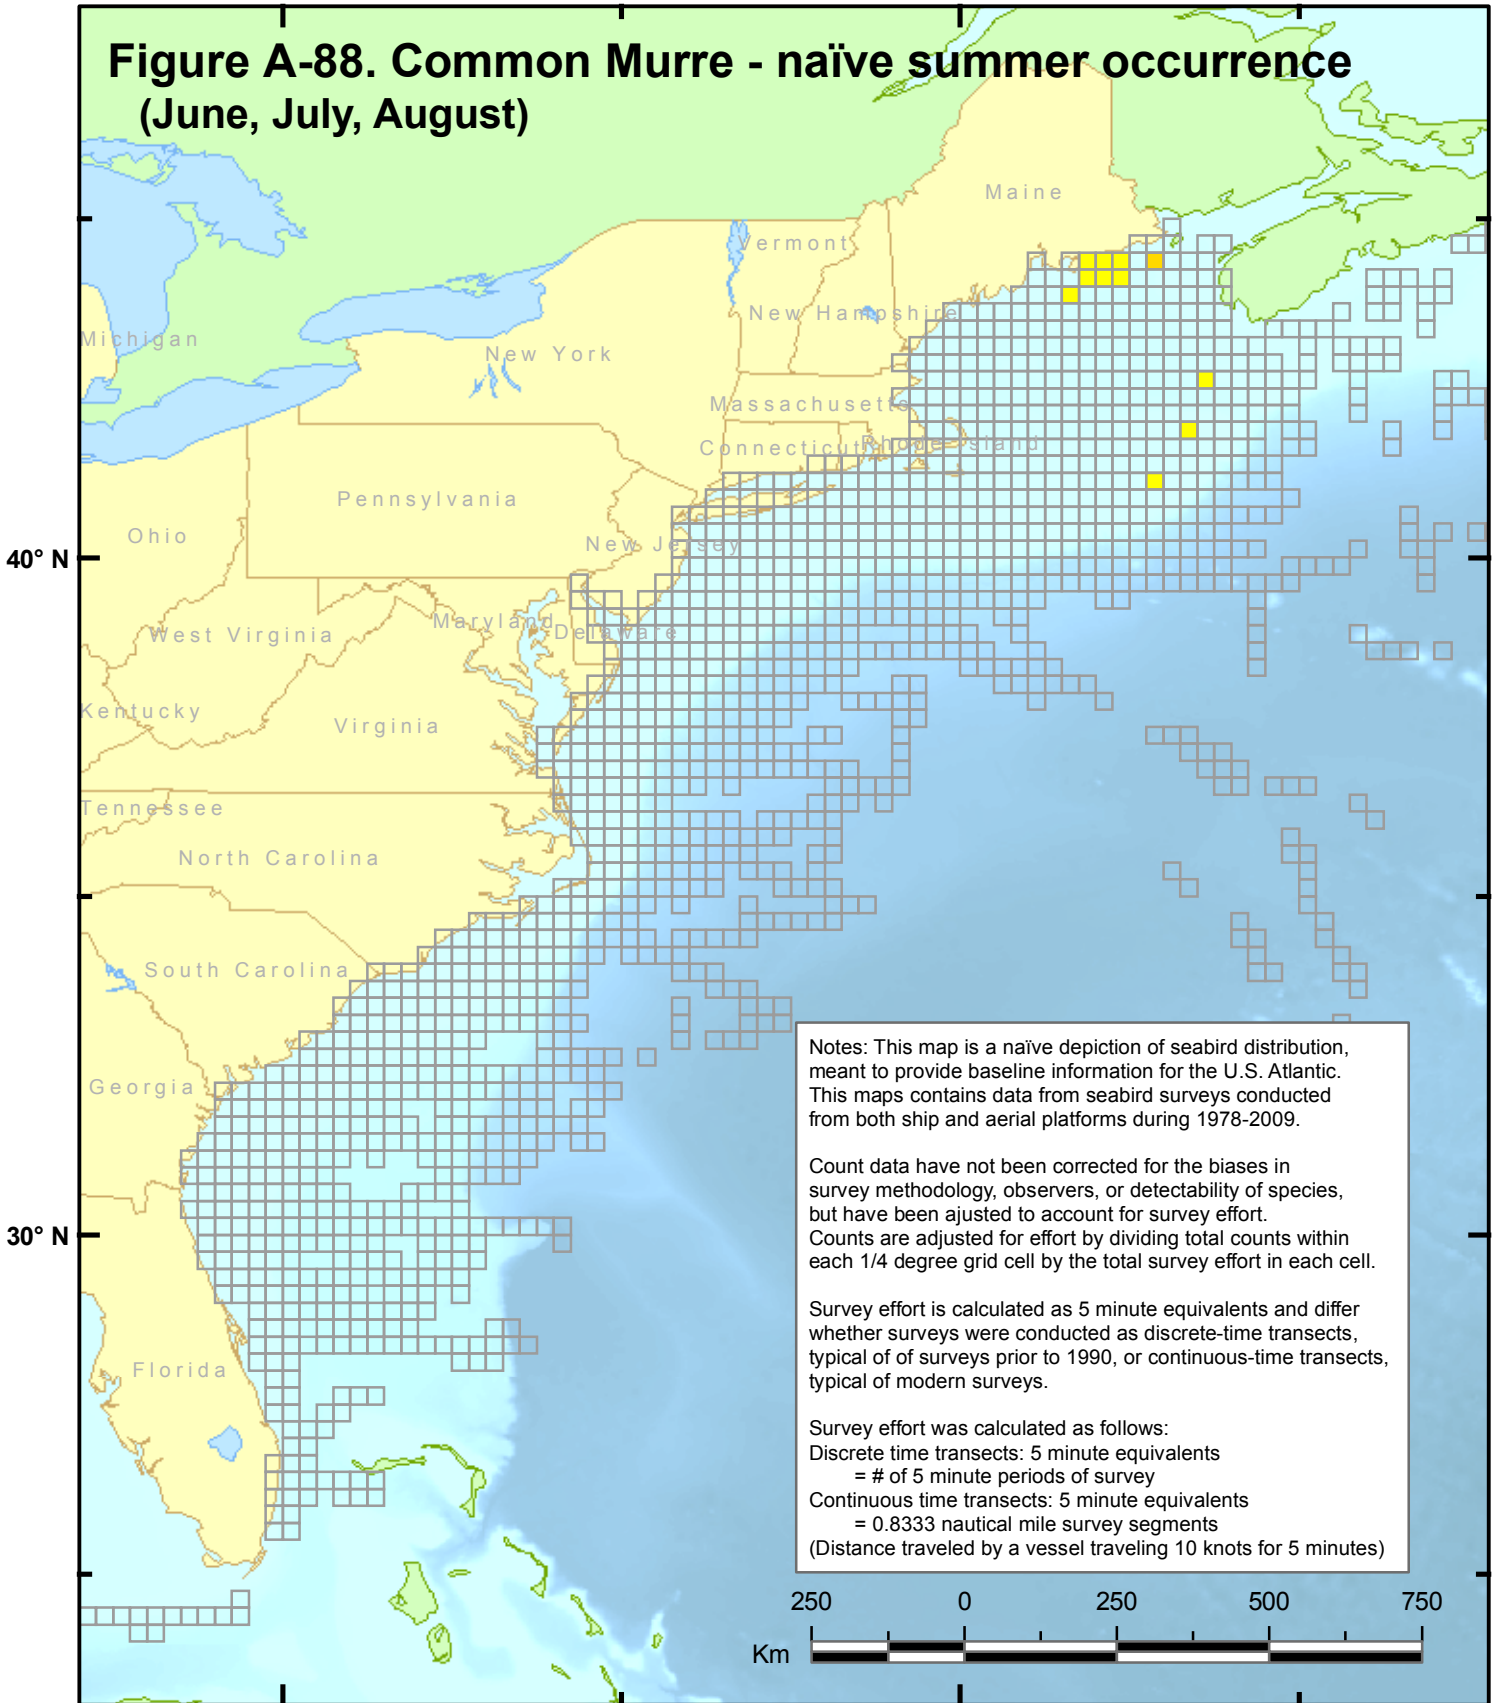 Figure A-88. Common Murre - naïve summer occurrence
(June, July, August)
Maine
Vermont
New Hampshire
Michigan
New York
Massachusetts
Connecticut
Rhode Island
Pennsylvania
Ohio
New Jersey
40° N
Maryland
Delaware
West Virginia
Kentucky
Virginia
Tennessee
North Carolina
South Carolina
Georgia
30° N
Florida
Notes: This map is a naïve depiction of seabird distribution,
meant to provide baseline information for the U.S. Atlantic.
This maps contains data from seabird surveys conducted
from both ship and aerial platforms during 1978-2009.
Count data have not been corrected for the biases in
survey methodology, observers, or detectability of species,
but have been ajusted to account for survey effort.
Counts are adjusted for effort by dividing total counts within
each 1/4 degree grid cell by the total survey effort in each cell.
Survey effort is calculated as 5 minute equivalents and differ
whether surveys were conducted as discrete-time transects,
typical of of surveys prior to 1990, or continuous-time transects,
typical of modern surveys.
Survey effort was calculated as follows:
Discrete time transects: 5 minute equivalents
= # of 5 minute periods of survey
Continuous time transects: 5 minute equivalents
= 0.8333 nautical mile survey segments
(Distance traveled by a vessel traveling 10 knots for 5 minutes)
250 0 250 500 750
Km